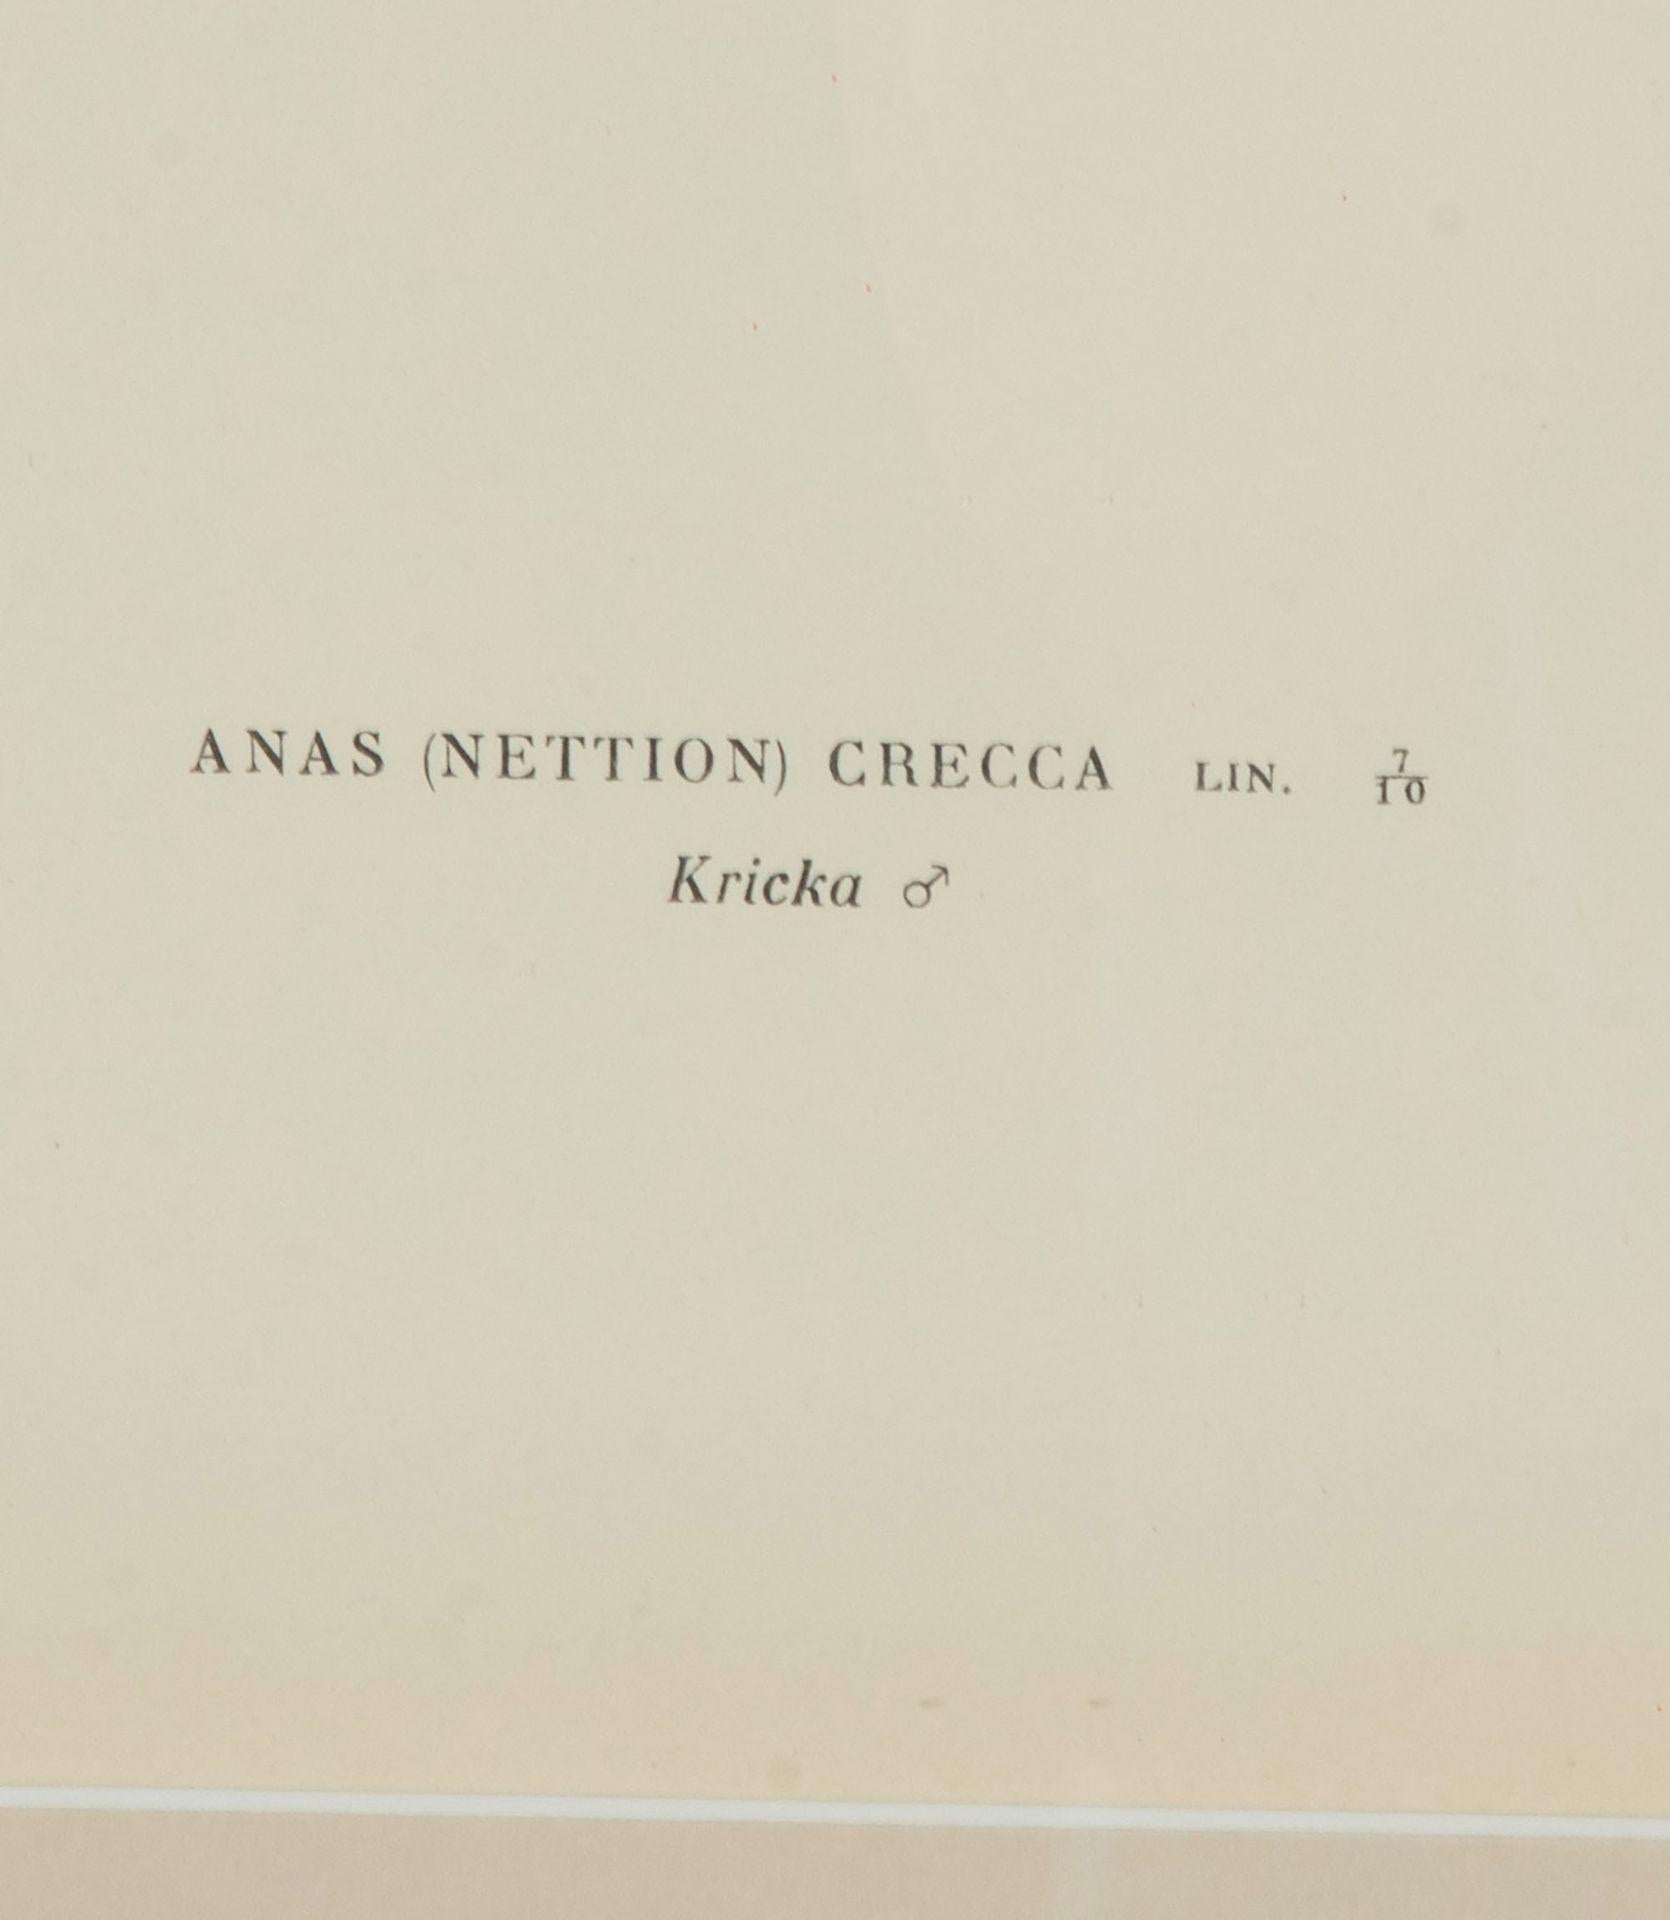 ANAS (NETTION) CRECCA LIN. 7/10
Kricka ♂